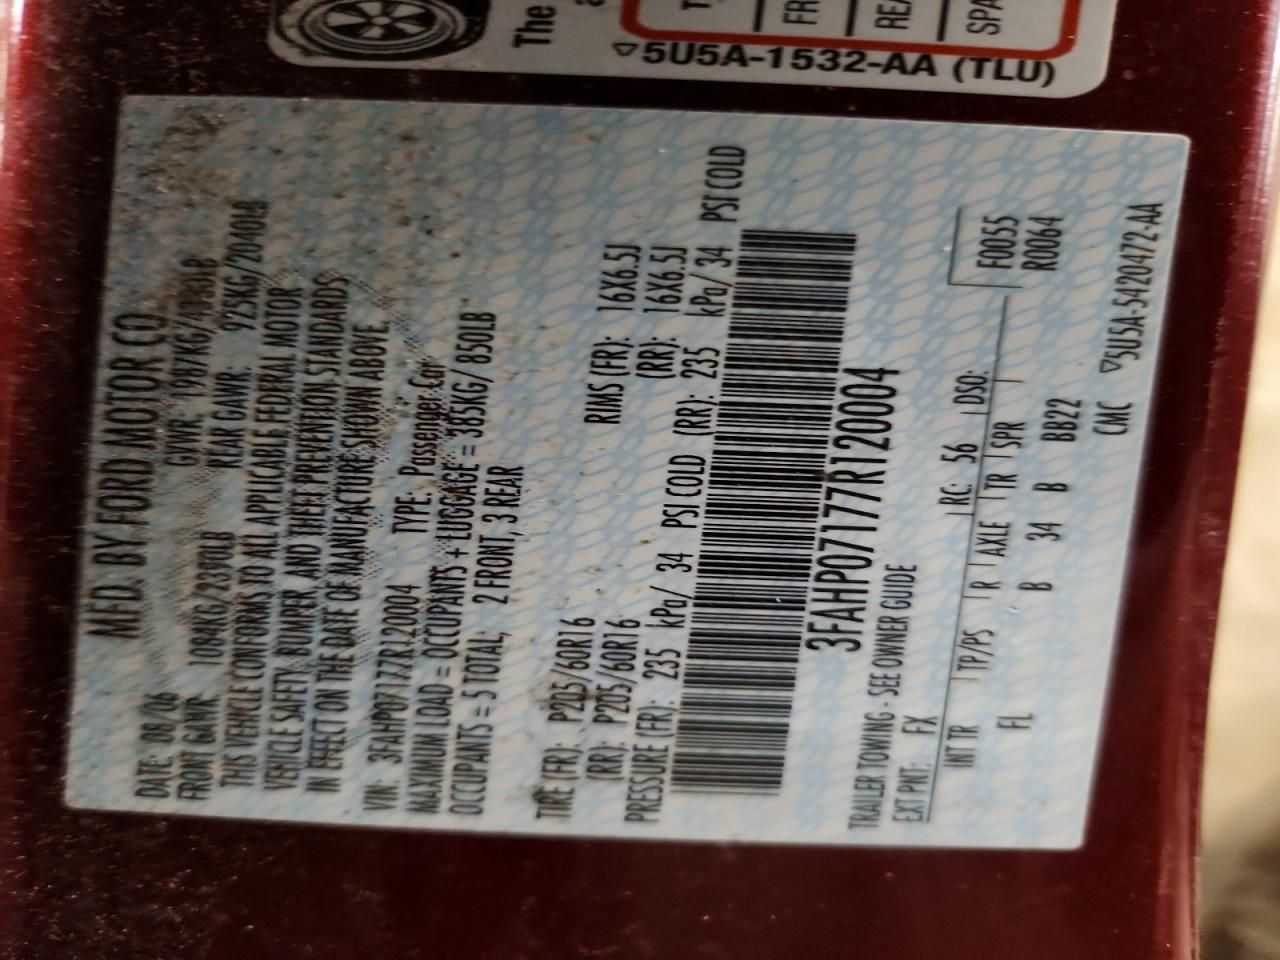 The
▽5U5A-1532-AA (TLU)
MFD. BY FORD MOTOR CO.
DATE: 08/06 GVWR: 1977KG/
FRONT GAWR: 1084KG/2390LB REAR GAWR: 925KG/2040LB
THIS VEHICLE CONFORMS TO ALL APPLICABLE FEDERAL MOTOR
VEHICLE SAFETY, BUMPER, AND THEFT PREVENTION STANDARDS
IN EFFECT ON THE DATE OF MANUFACTURE SHOWN ABOVE.
VIN: 3FAHP07177R120004 TYPE: Passenger Car
MAXIMUM LOAD = OCCUPANTS + LUGGAGE = 385KG/ 850LB
OCCUPANTS = 5 TOTAL; 2 FRONT, 3 REAR
TIRE (FR): P205/60R16 RIMS (FR): 16X6.5J
(RR): P205/60R16 (RR): 16X6.5J
PRESSURE (FR): 235 kPa/ 34 PSI COLD (RR): 235 kPa/ 34 PSI COLD
3FAHP07177R120004
TRAILER TOWING - SEE OWNER GUIDE
EXT PNT: FX RC: 56 DSO:
INT TR TP/PS R AXLE TR SPR F0055
FL B 34 B BB22 R0064
CMC ▽5U5A-5420472-AA